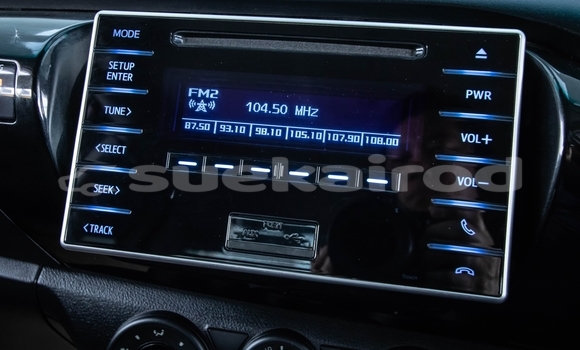 MODE
SETUP
ENTER
TUNE>
<SELECT
SEEK>
<TRACK
FM2
104.50 MHz
87.50 93.10 98.10 105.10 107.90 108.00
PWR
VOL+
VOL−
suekairod